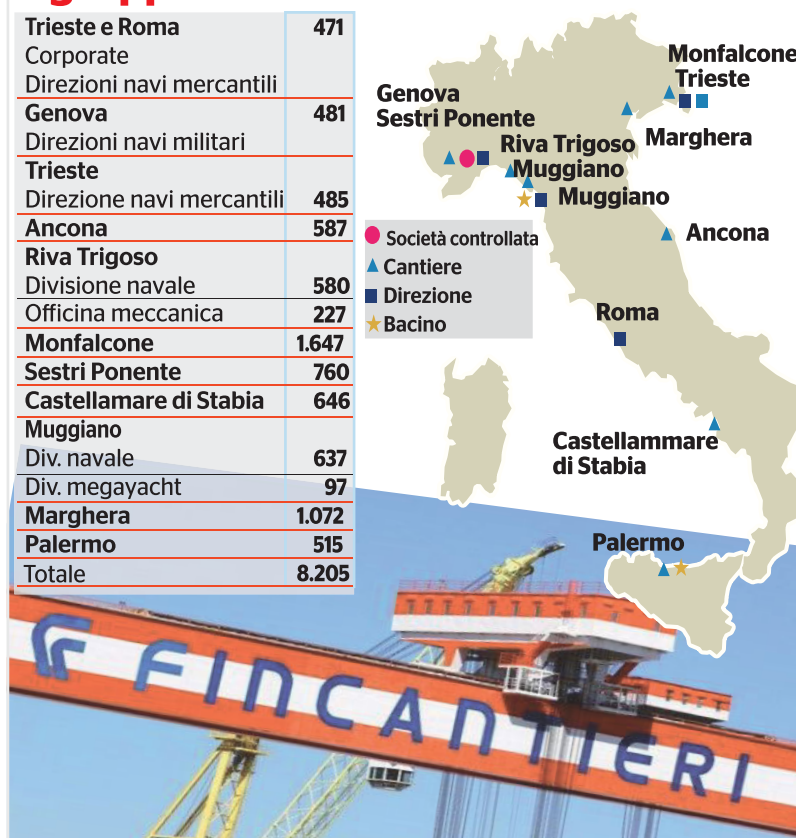 Trieste e Roma 471
Corporate
Direzioni navi mercantili
Genova 481
Direzioni navi militari
Trieste
Direzione navi mercantili 485
Ancona 587
Riva Trigoso
Divisione navale 580
Officina meccanica 227
Monfalcone 1.647
Sestri Ponente 760
Castellamare di Stabia 646
Muggiano
Div. navale 637
Div. megayacht 97
Marghera 1.072
Palermo 515
Totale 8.205
Monfalcone
Trieste
Genova
Sestri Ponente
Marghera
Riva Trigoso
Muggiano
Muggiano
Ancona
Società controllata
Cantiere
Direzione
Bacino
Roma
Castellammare
di Stabia
Palermo
FINCANTIERI